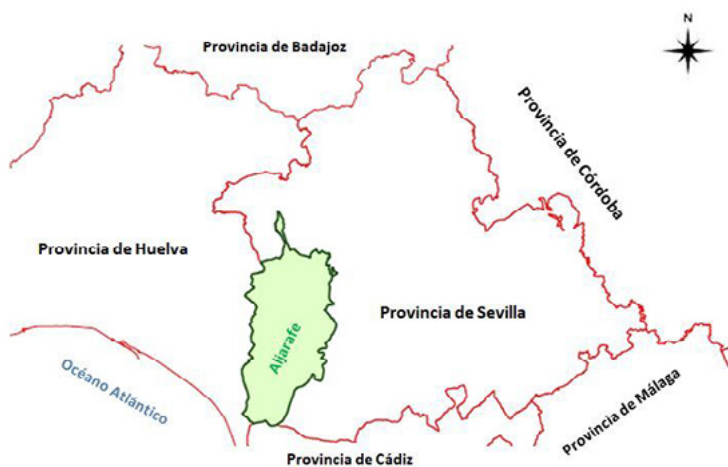 N
Provincia de Badajoz
Provincia de Córdoba
Provincia de Huelva
Provincia de Sevilla
Aljarafe
Océano Atlántico
Provincia de Málaga
Provincia de Cádiz